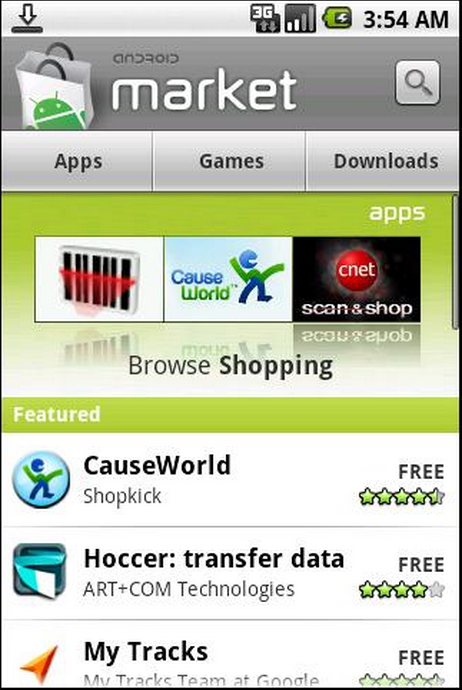 3G 3:54 AM
android
market
Apps Games Downloads
apps
Cause World™ cnet
scan & shop
Browse Shopping
Featured
CauseWorld FREE
Shopkick
Hoccer: transfer data FREE
ART+COM Technologies
My Tracks FREE
My Tracks Team at Google